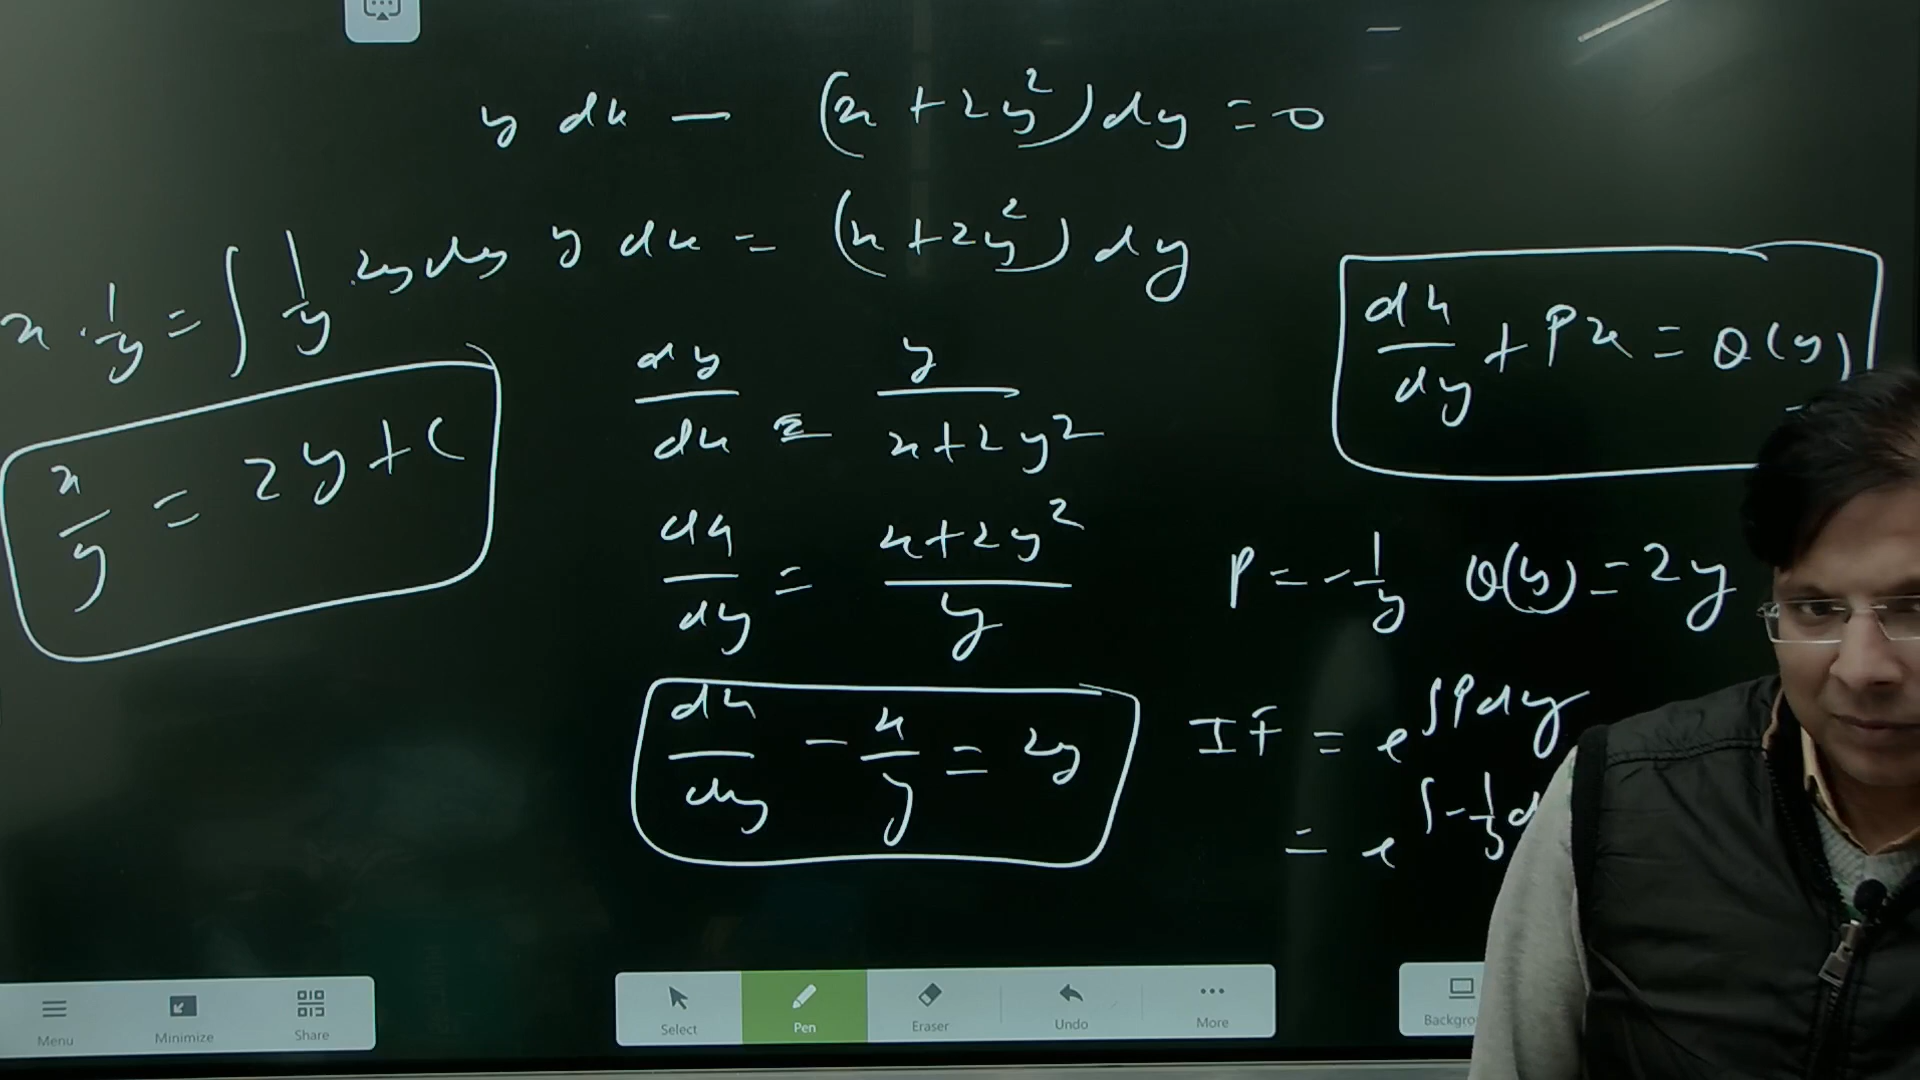 y dx - (x + 2y²) dy = 0
y dx = (x + 2y²) dy
x · 1/y = ∫ 1/y · 2y dy
x/y = 2y + c
dy/dx = y/(x + 2y²)
dx/dy = (x + 2y²)/y
dx/dy - x/y = 2y
dx/dy + Px = Q(y)
P = - 1/y Q(y) = 2y
IF = e^∫P dy
= e^∫-1/y d
Menu Minimize Share Select Pen Eraser Undo More